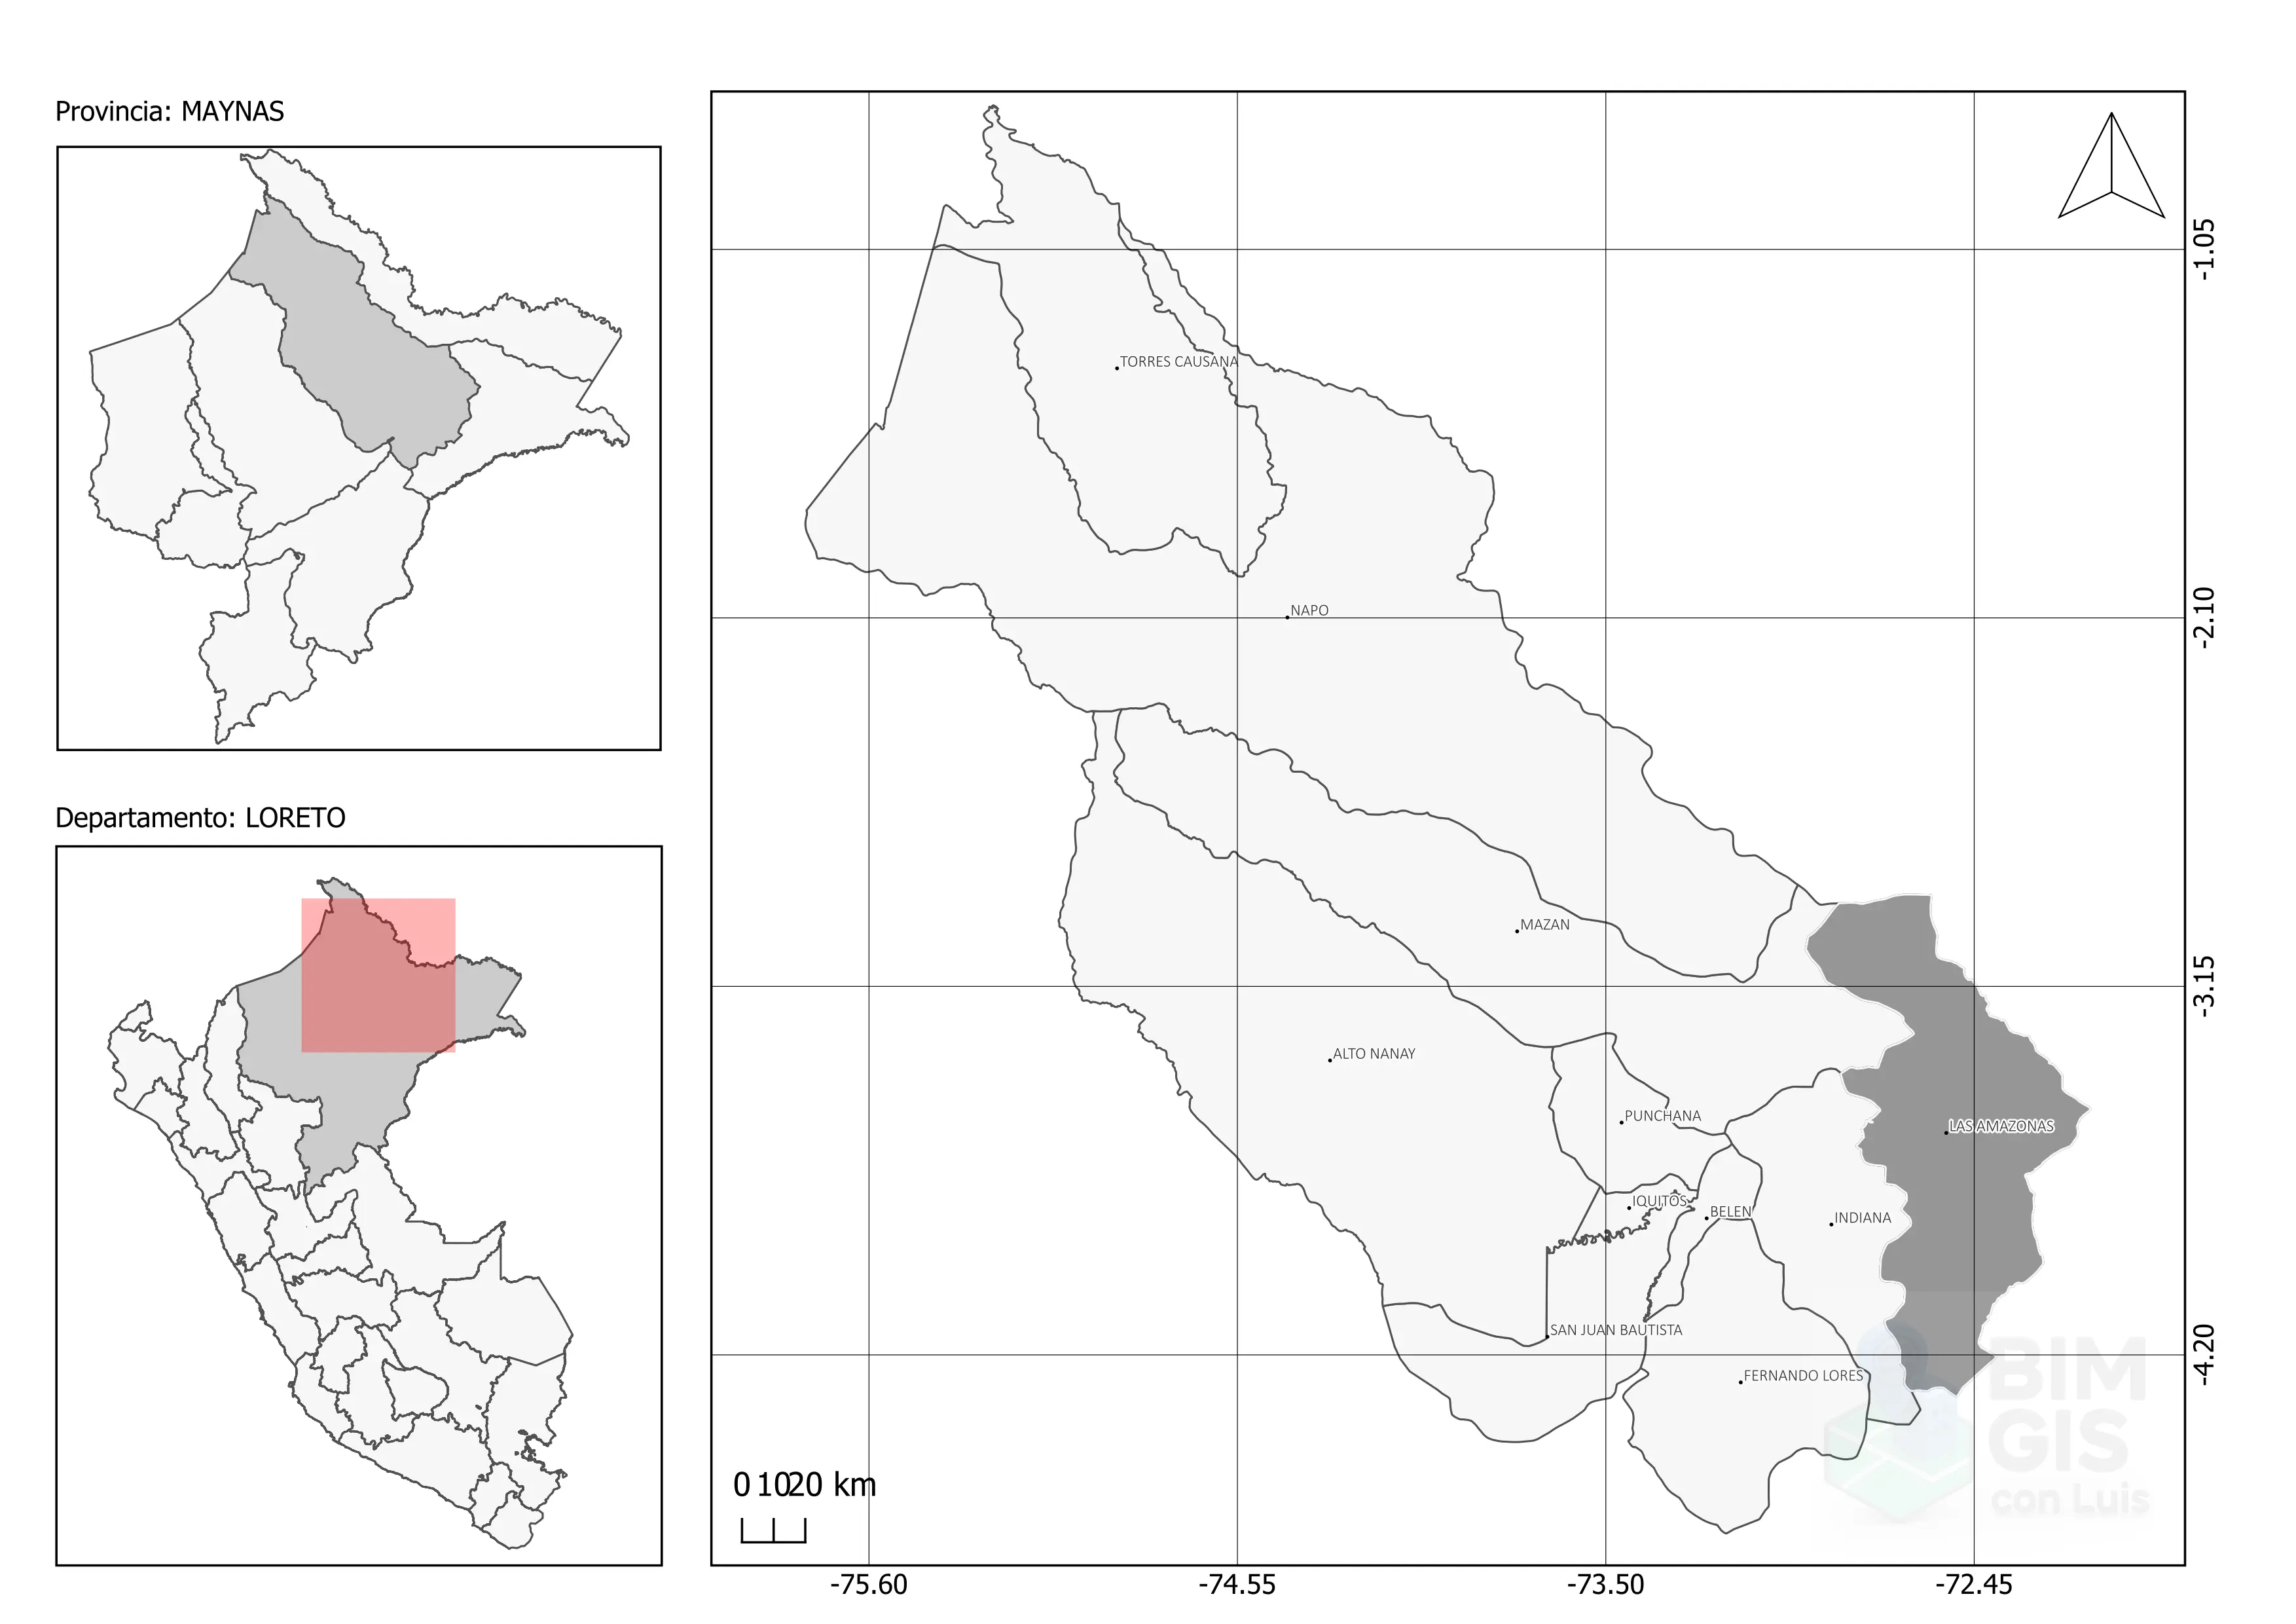 Provincia: MAYNAS
Departamento: LORETO
TORRES CAUSANA
NAPO
MAZAN
ALTO NANAY
PUNCHANA
LAS AMAZONAS
IQUITOS
BELEN
INDIANA
SAN JUAN BAUTISTA
FERNANDO LORES
-1.05
-2.10
-3.15
-4.20
0 10 20 km
-75.60 -74.55 -73.50 -72.45
BIM
GIS
con Luis